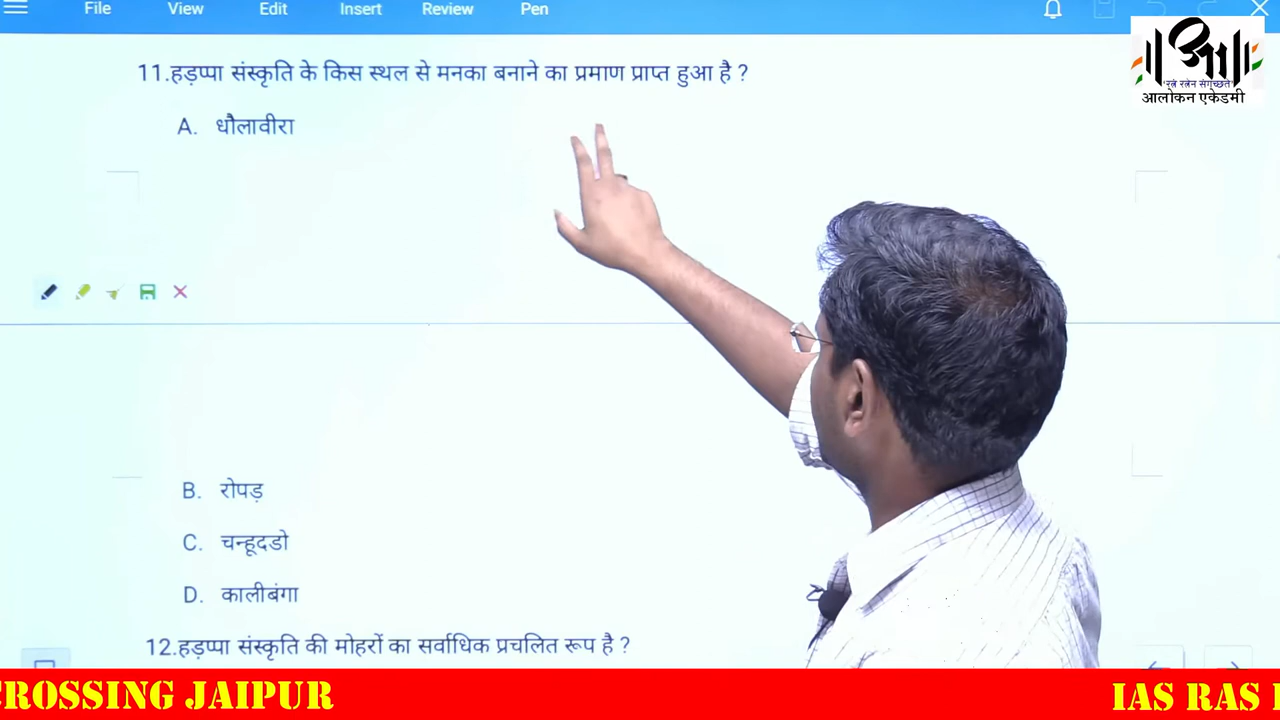 File View Edit Insert Review Pen
11.हड़प्पा संस्कृति के किस स्थल से मनका बनाने का प्रमाण प्राप्त हुआ है ?
A. धौलावीरा
B. रोपड़
C. चन्हूदडो
D. कालीबंगा
12.हड़प्पा संस्कृति की मोहरों का सर्वाधिक प्रचलित रूप है ?
आलोकन एकेडमी
CROSSING JAIPUR
IAS RAS